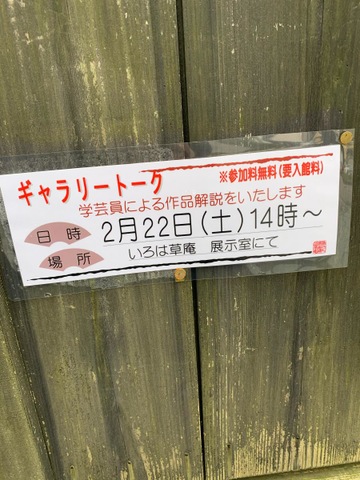 ギャラリートーク
※参加料無料(要入館料)
学芸員による作品解説をいたします
日時 2月22日(土)14時～
場所 いろは草庵 展示室にて